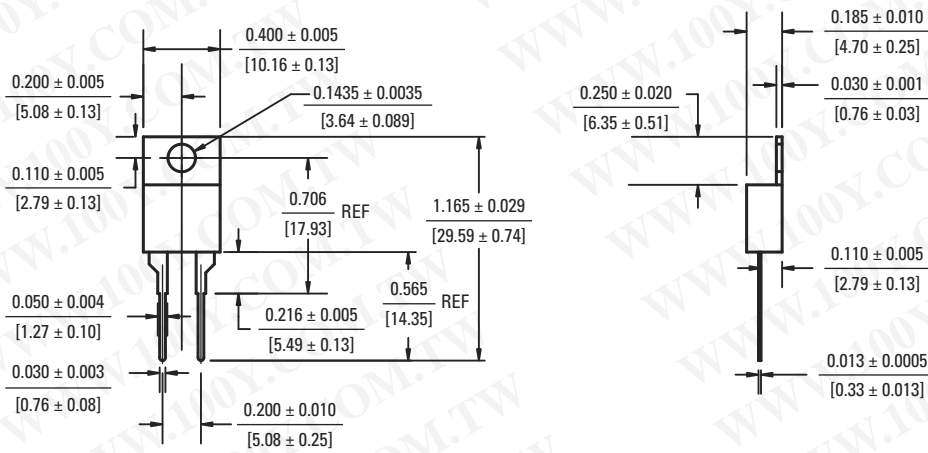 0.400 ± 0.005
[10.16 ± 0.13]
0.200 ± 0.005
[5.08 ± 0.13]
0.1435 ± 0.0035
[3.64 ± 0.089]
0.110 ± 0.005
[2.79 ± 0.13]
0.706
[17.93]
REF
1.165 ± 0.029
[29.59 ± 0.74]
0.565
[14.35]
REF
0.050 ± 0.004
[1.27 ± 0.10]
0.216 ± 0.005
[5.49 ± 0.13]
0.030 ± 0.003
[0.76 ± 0.08]
0.200 ± 0.010
[5.08 ± 0.25]
0.185 ± 0.010
[4.70 ± 0.25]
0.250 ± 0.020
[6.35 ± 0.51]
0.030 ± 0.001
[0.76 ± 0.03]
0.110 ± 0.005
[2.79 ± 0.13]
0.013 ± 0.0005
[0.33 ± 0.013]
WWW.100Y.COM.TW